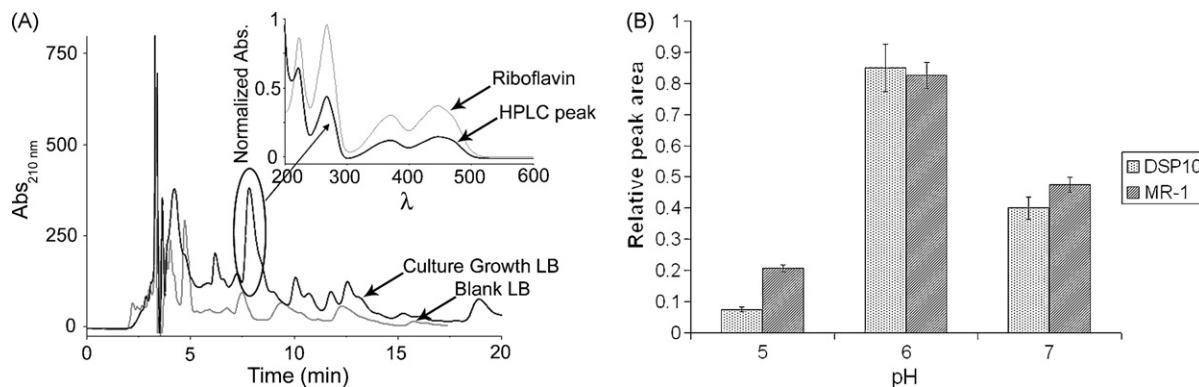 (A)
750
500
250
0
Abs210 nm
0
5
10
15
20
Time (min)
Culture Growth LB
Blank LB
1
0.5
1
Normalized Abs.
200
300
400
500
600
λ
Riboflavin
HPLC peak
(B)
1
0.9
0.8
0.7
0.6
0.5
0.4
0.3
0.2
0.1
0
Relative peak area
5
6
7
pH
DSP10
MR-1